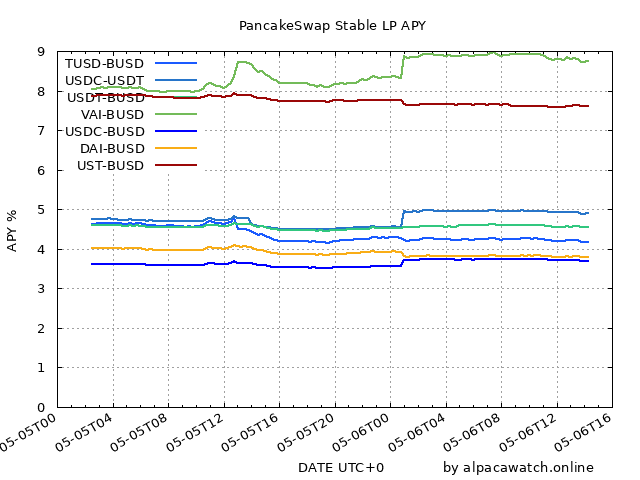 PancakeSwap Stable LP APY
9
8
7
6
5
4
3
2
1
0
APY %
TUSD-BUSD
USDC-USDT
USDT-BUSD
VAI-BUSD
USDC-BUSD
DAI-BUSD
UST-BUSD
05-05T00
05-05T04
05-05T08
05-05T12
05-05T16
05-05T20
05-06T00
05-06T04
05-06T08
05-06T12
05-06T16
DATE UTC+0
by alpacawatch.online